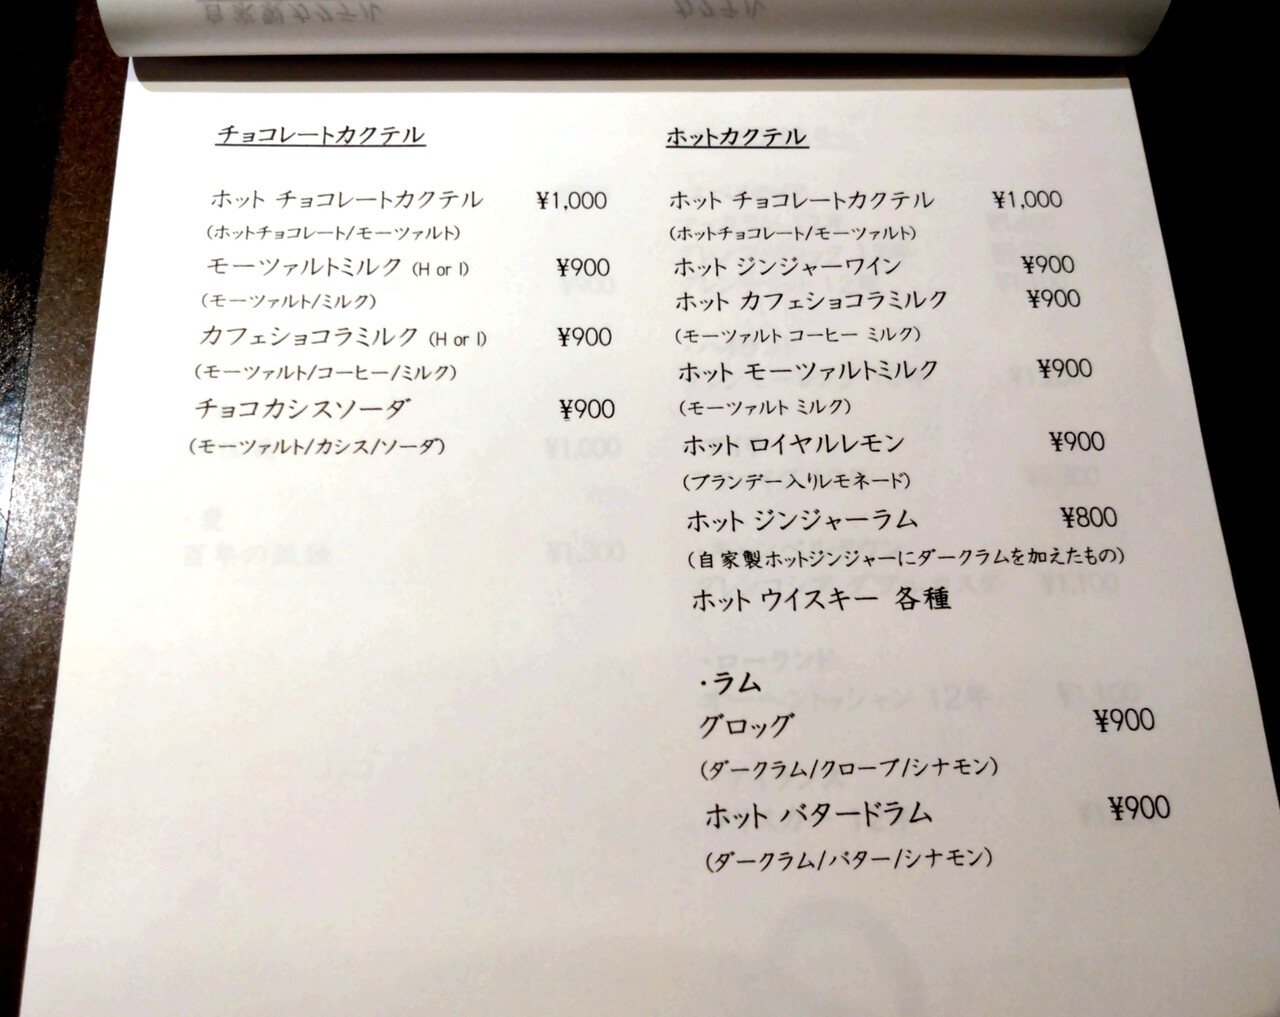 チョコレートカクテル
ホット チョコレートカクテル ¥1,000
(ホットチョコレート/モーツァルト)
モーツァルトミルク (H or I) ¥900
(モーツァルト/ミルク)
カフェショコラミルク (H or I) ¥900
(モーツァルト/コーヒー/ミルク)
チョコカシスソーダ ¥900
(モーツァルト/カシス/ソーダ)
ホットカクテル
ホット チョコレートカクテル ¥1,000
(ホットチョコレート/モーツァルト)
ホット ジンジャーワイン ¥900
ホット カフェショコラミルク ¥900
(モーツァルト コーヒー ミルク)
ホット モーツァルトミルク ¥900
(モーツァルト ミルク)
ホット ロイヤルレモン ¥900
(ブランデー入りレモネード)
ホット ジンジャーラム ¥800
(自家製ホットジンジャーにダークラムを加えたもの)
ホット ウイスキー 各種
・ラム
グロッグ ¥900
(ダークラム/クローブ/シナモン)
ホット バタードラム ¥900
(ダークラム/バター/シナモン)